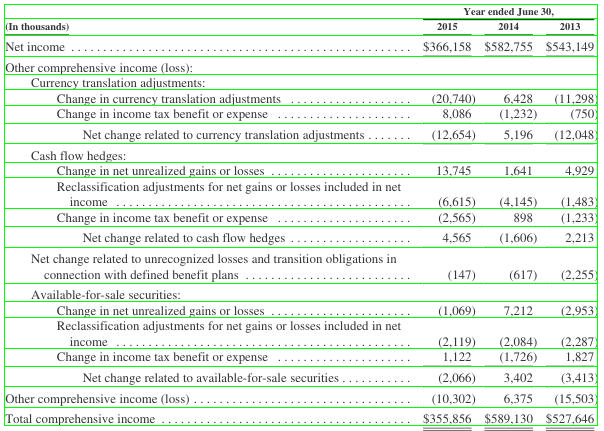 Year ended June 30,
(In thousands) 2015 2014 2013
Net income $366,158 $582,755 $543,149
Other comprehensive income (loss):
Currency translation adjustments:
Change in currency translation adjustments (20,740) 6,428 (11,298)
Change in income tax benefit or expense 8,086 (1,232) (750)
Net change related to currency translation adjustments (12,654) 5,196 (12,048)
Cash flow hedges:
Change in net unrealized gains or losses 13,745 1,641 4,929
Reclassification adjustments for net gains or losses included in net
income (6,615) (4,145) (1,483)
Change in income tax benefit or expense (2,565) 898 (1,233)
Net change related to cash flow hedges 4,565 (1,606) 2,213
Net change related to unrecognized losses and transition obligations in
connection with defined benefit plans (147) (617) (2,255)
Available-for-sale securities:
Change in net unrealized gains or losses (1,069) 7,212 (2,953)
Reclassification adjustments for net gains or losses included in net
income (2,119) (2,084) (2,287)
Change in income tax benefit or expense 1,122 (1,726) 1,827
Net change related to available-for-sale securities (2,066) 3,402 (3,413)
Other comprehensive income (loss) (10,302) 6,375 (15,503)
Total comprehensive income $355,856 $589,130 $527,646